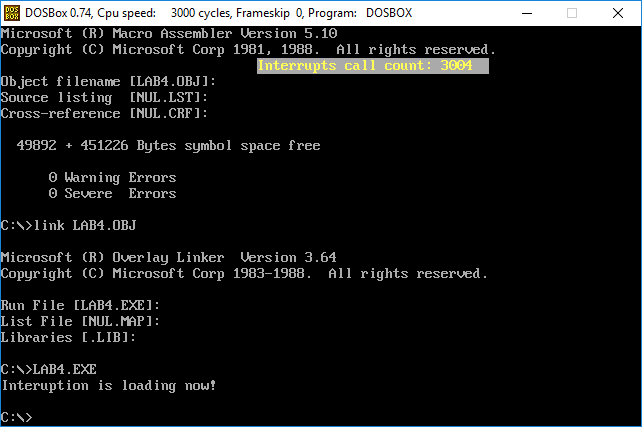 DOSBox 0.74, Cpu speed: 3000 cycles, Frameskip 0, Program: DOSBOX
Microsoft (R) Macro Assembler Version 5.10
Copyright (C) Microsoft Corp 1981, 1988. All rights reserved.
Interrupts call count: 3004
Object filename [LAB4.OBJ]:
Source listing [NUL.LST]:
Cross-reference [NUL.CRF]:
49892 + 451226 Bytes symbol space free
0 Warning Errors
0 Severe Errors
C:\>link LAB4.OBJ
Microsoft (R) Overlay Linker Version 3.64
Copyright (C) Microsoft Corp 1983-1988. All rights reserved.
Run File [LAB4.EXE]:
List File [NUL.MAP]:
Libraries [.LIB]:
C:\>LAB4.EXE
Interuption is loading now!
C:\>